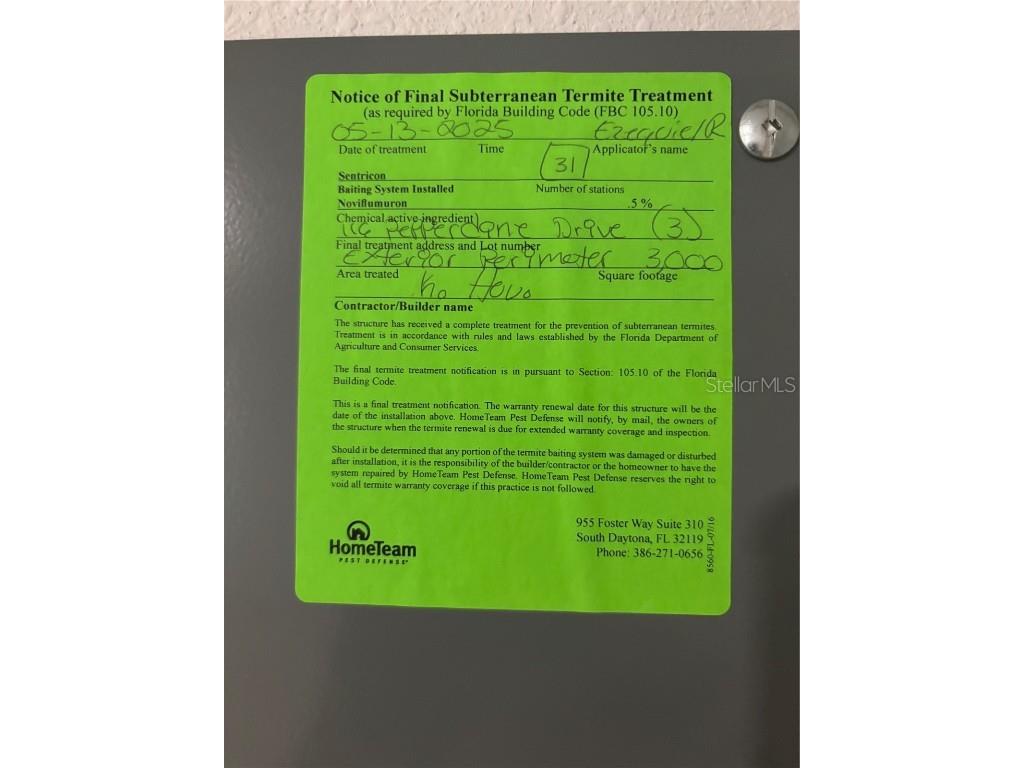 Notice of Final Subterranean Termite Treatment
(as required by Florida Building Code (FBC 105.10)
05-13-2025 Ezequiel R
Date of treatment Time Applicator's name
31
Sentricon
Baiting System Installed Number of stations
Noviflumuron .5 %
Chemical active ingredient
116 Drive (3)
Final treatment address and Lot number
Exterior Perimeter 3,000
Area treated Square footage
Ko Hova
Contractor/Builder name
The structure has received a complete treatment for the prevention of subterranean termites.
Treatment is in accordance with rules and laws established by the Florida Department of
Agriculture and Consumer Services.
The final termite treatment notification is in pursuant to Section: 105.10 of the Florida
Building Code.
StellarMLS
This is a final treatment notification. The warranty renewal date for this structure will be the
date of the installation above. HomeTeam Pest Defense will notify, by mail, the owners of
the structure when the termite renewal is due for extended warranty coverage and inspection.
Should it be determined that any portion of the termite baiting system was damaged or disturbed
after installation, it is the responsibility of the builder/contractor or the homeowner to have the
system repaired by HomeTeam Pest Defense. HomeTeam Pest Defense reserves the right to
void all termite warranty coverage if this practice is not followed.
HomeTeam
PEST DEFENSE
955 Foster Way Suite 310
South Daytona, FL 32119
Phone: 386-271-0656
8560-FL-07/16